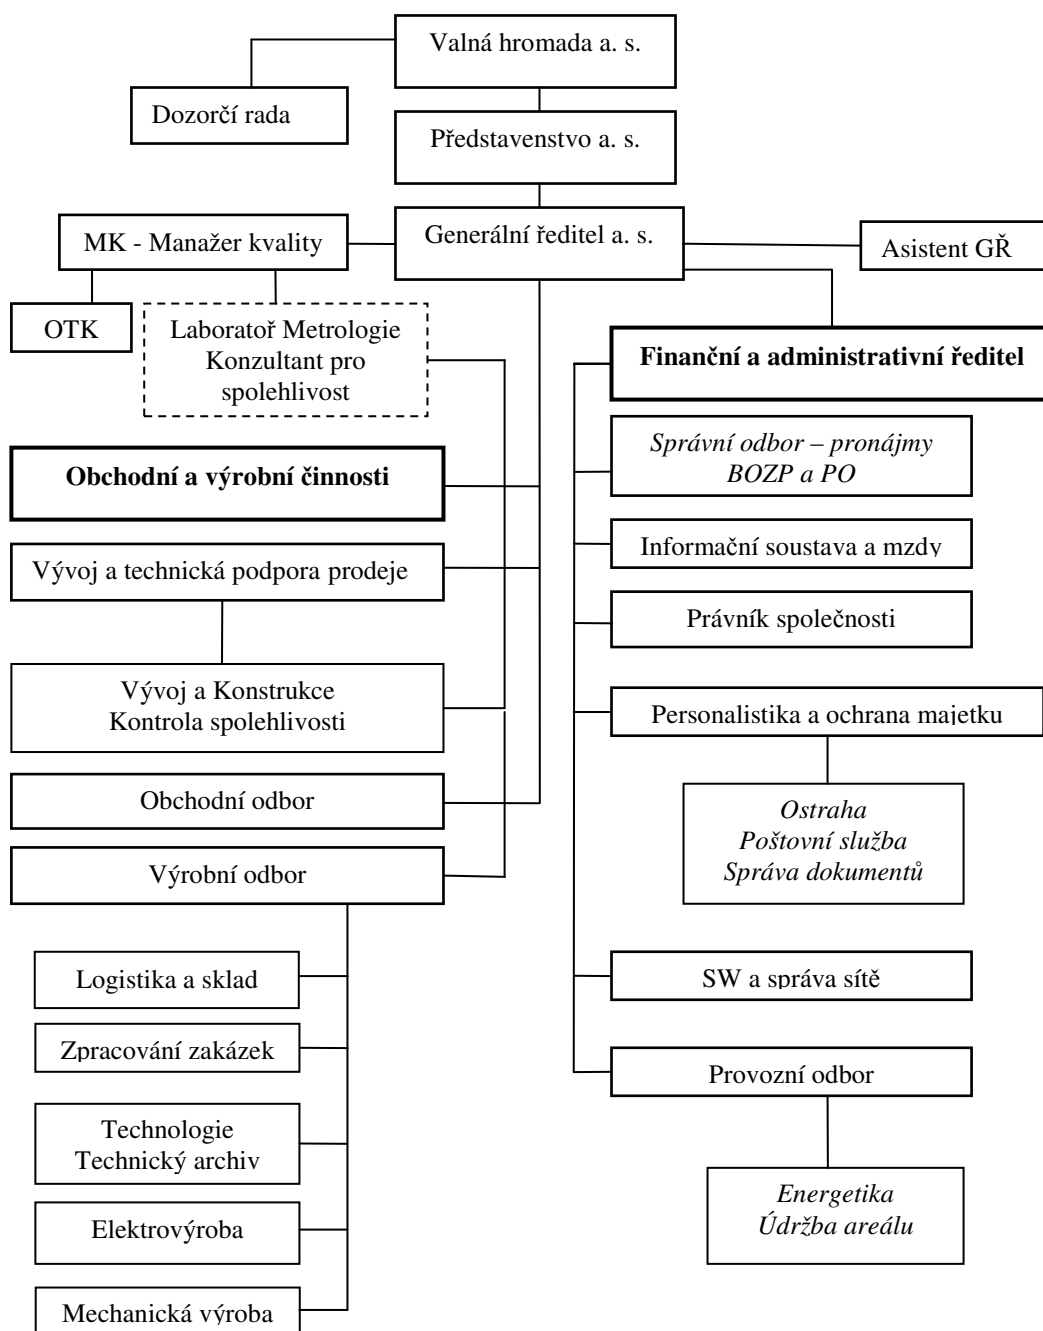 Valná hromada a. s.
Dozorčí rada
Představenstvo a. s.
MK - Manažer kvality
Generální ředitel a. s.
Asistent GŘ
OTK
Laboratoř Metrologie
Konzultant pro
spolehlivost
Finanční a administrativní ředitel
Správní odbor – pronájmy
BOZP a PO
Obchodní a výrobní činnosti
Informační soustava a mzdy
Vývoj a technická podpora prodeje
Právník společnosti
Vývoj a Konstrukce
Kontrola spolehlivosti
Personalistika a ochrana majetku
Obchodní odbor
Ostraha
Poštovní služba
Správa dokumentů
Výrobní odbor
Logistika a sklad
SW a správa sítě
Zpracování zakázek
Provozní odbor
Technologie
Technický archiv
Energetika
Údržba areálu
Elektrovýroba
Mechanická výroba